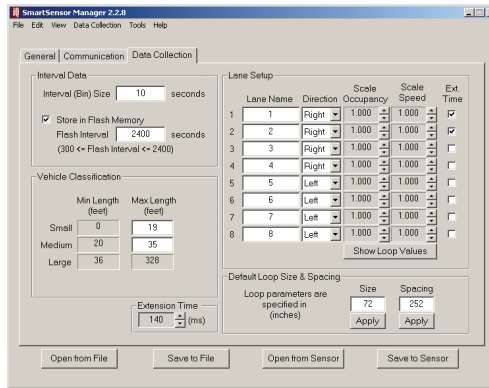 SmartSensor Manager 2.2.8
File Edit View Data Collection Tools Help
General Communication Data Collection
Interval Data
Interval (Bin) Size 10 seconds
Store in Flash Memory
Flash Interval 2400 seconds
(300 <= Flash Interval <= 2400)
Vehicle Classification
Min Length (feet) Max Length (feet)
Small 0 19
Medium 20 35
Large 36 328
Extension Time
140 (ms)
Lane Setup
Lane Name Direction Scale Occupancy Scale Speed Ext. Time
1 1 Right 1.000 1.000
2 2 Right 1.000 1.000
3 3 Right 1.000 1.000
4 4 Right 1.000 1.000
5 5 Left 1.000 1.000
6 6 Left 1.000 1.000
7 7 Left 1.000 1.000
8 8 Left 1.000 1.000
Show Loop Values
Default Loop Size & Spacing
Loop parameters are
specified in
(inches)
Size Spacing
72 252
Apply Apply
Open from File Save to File Open from Sensor Save to Sensor